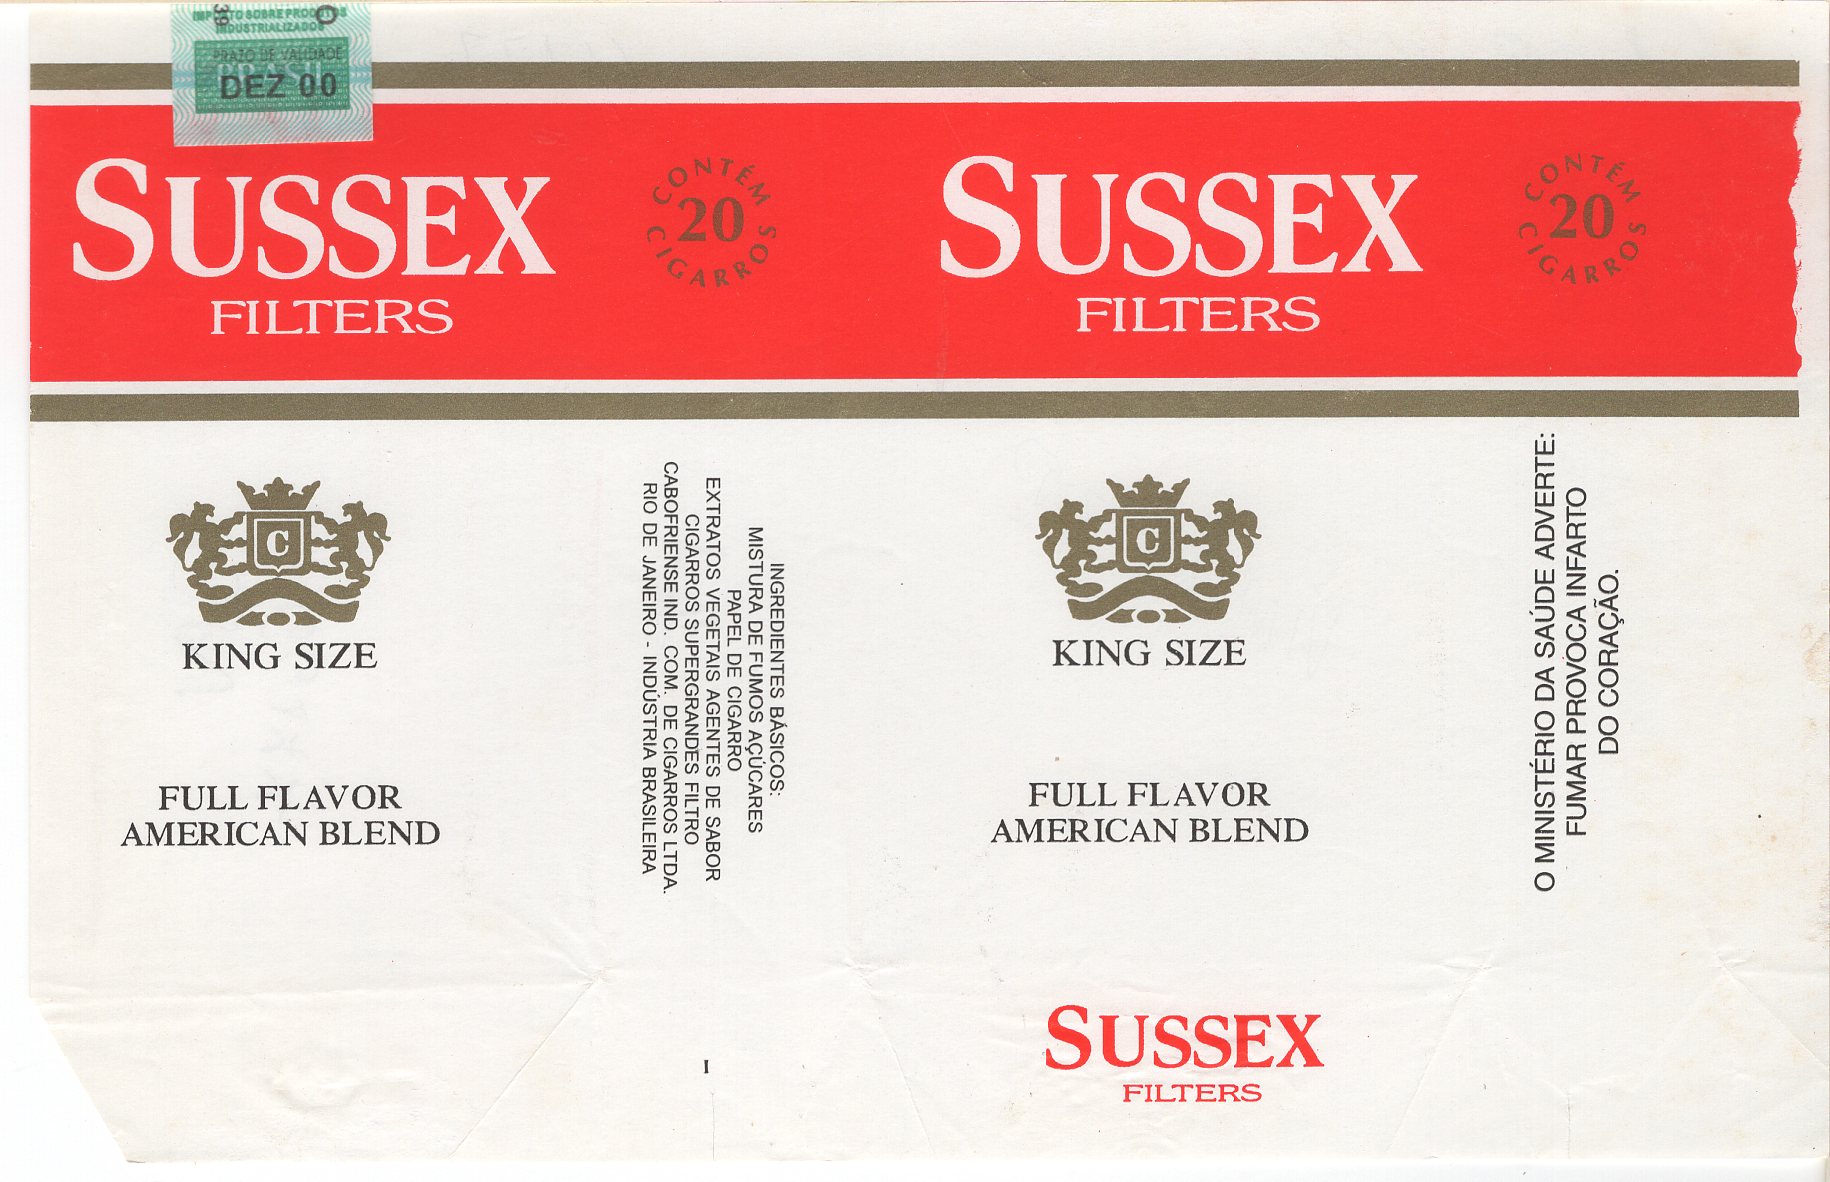 IMPOSTO SOBRE PRODUTOS
INDUSTRIALIZADOS
39
PRAZO DE VALIDADE
BRASIL
DEZ 00
SUSSEX
FILTERS
CONTÉM
20
CIGARROS
SUSSEX
FILTERS
CONTÉM
20
CIGARROS
C
KING SIZE
FULL FLAVOR
AMERICAN BLEND
INGREDIENTES BÁSICOS:
MISTURA DE FUMOS AÇÚCARES
PAPEL DE CIGARRO
EXTRATOS VEGETAIS AGENTES DE SABOR
CIGARROS SUPERGRANDES FILTRO
CABOFRIENSE IND. COM. DE CIGARROS LTDA.
RIO DE JANEIRO - INDÚSTRIA BRASILEIRA
C
KING SIZE
FULL FLAVOR
AMERICAN BLEND
O MINISTÉRIO DA SAÚDE ADVERTE:
FUMAR PROVOCA INFARTO
DO CORAÇÃO.
I
SUSSEX
FILTERS